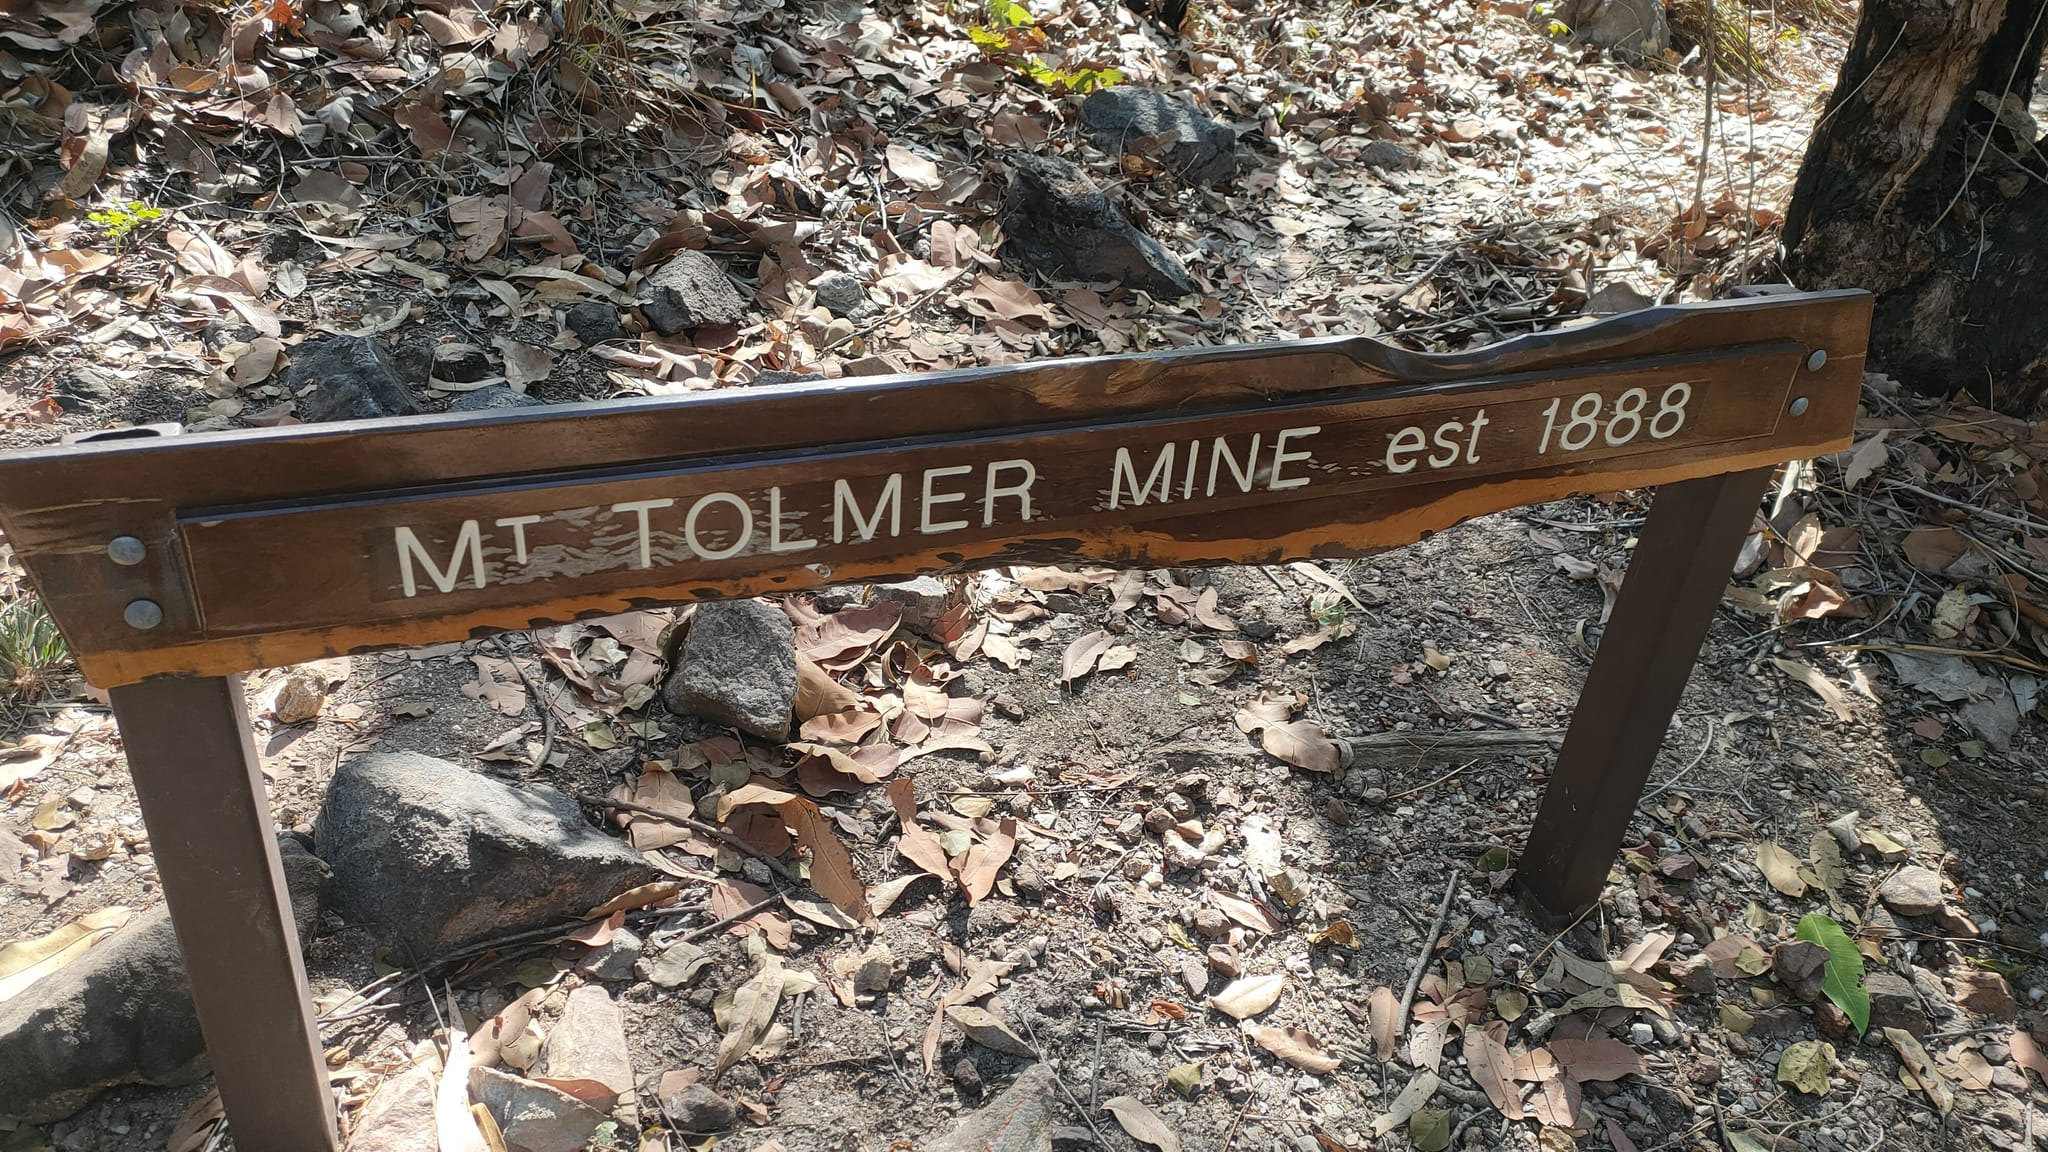 MT TOLMER MINE est 1888